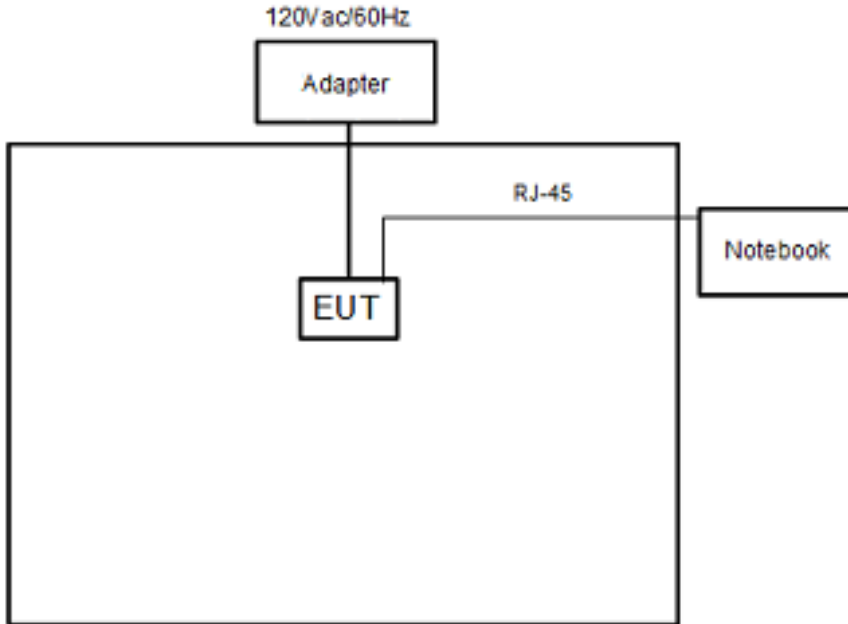 120Vac/60Hz
Adapter
RJ-45
Notebook
EUT